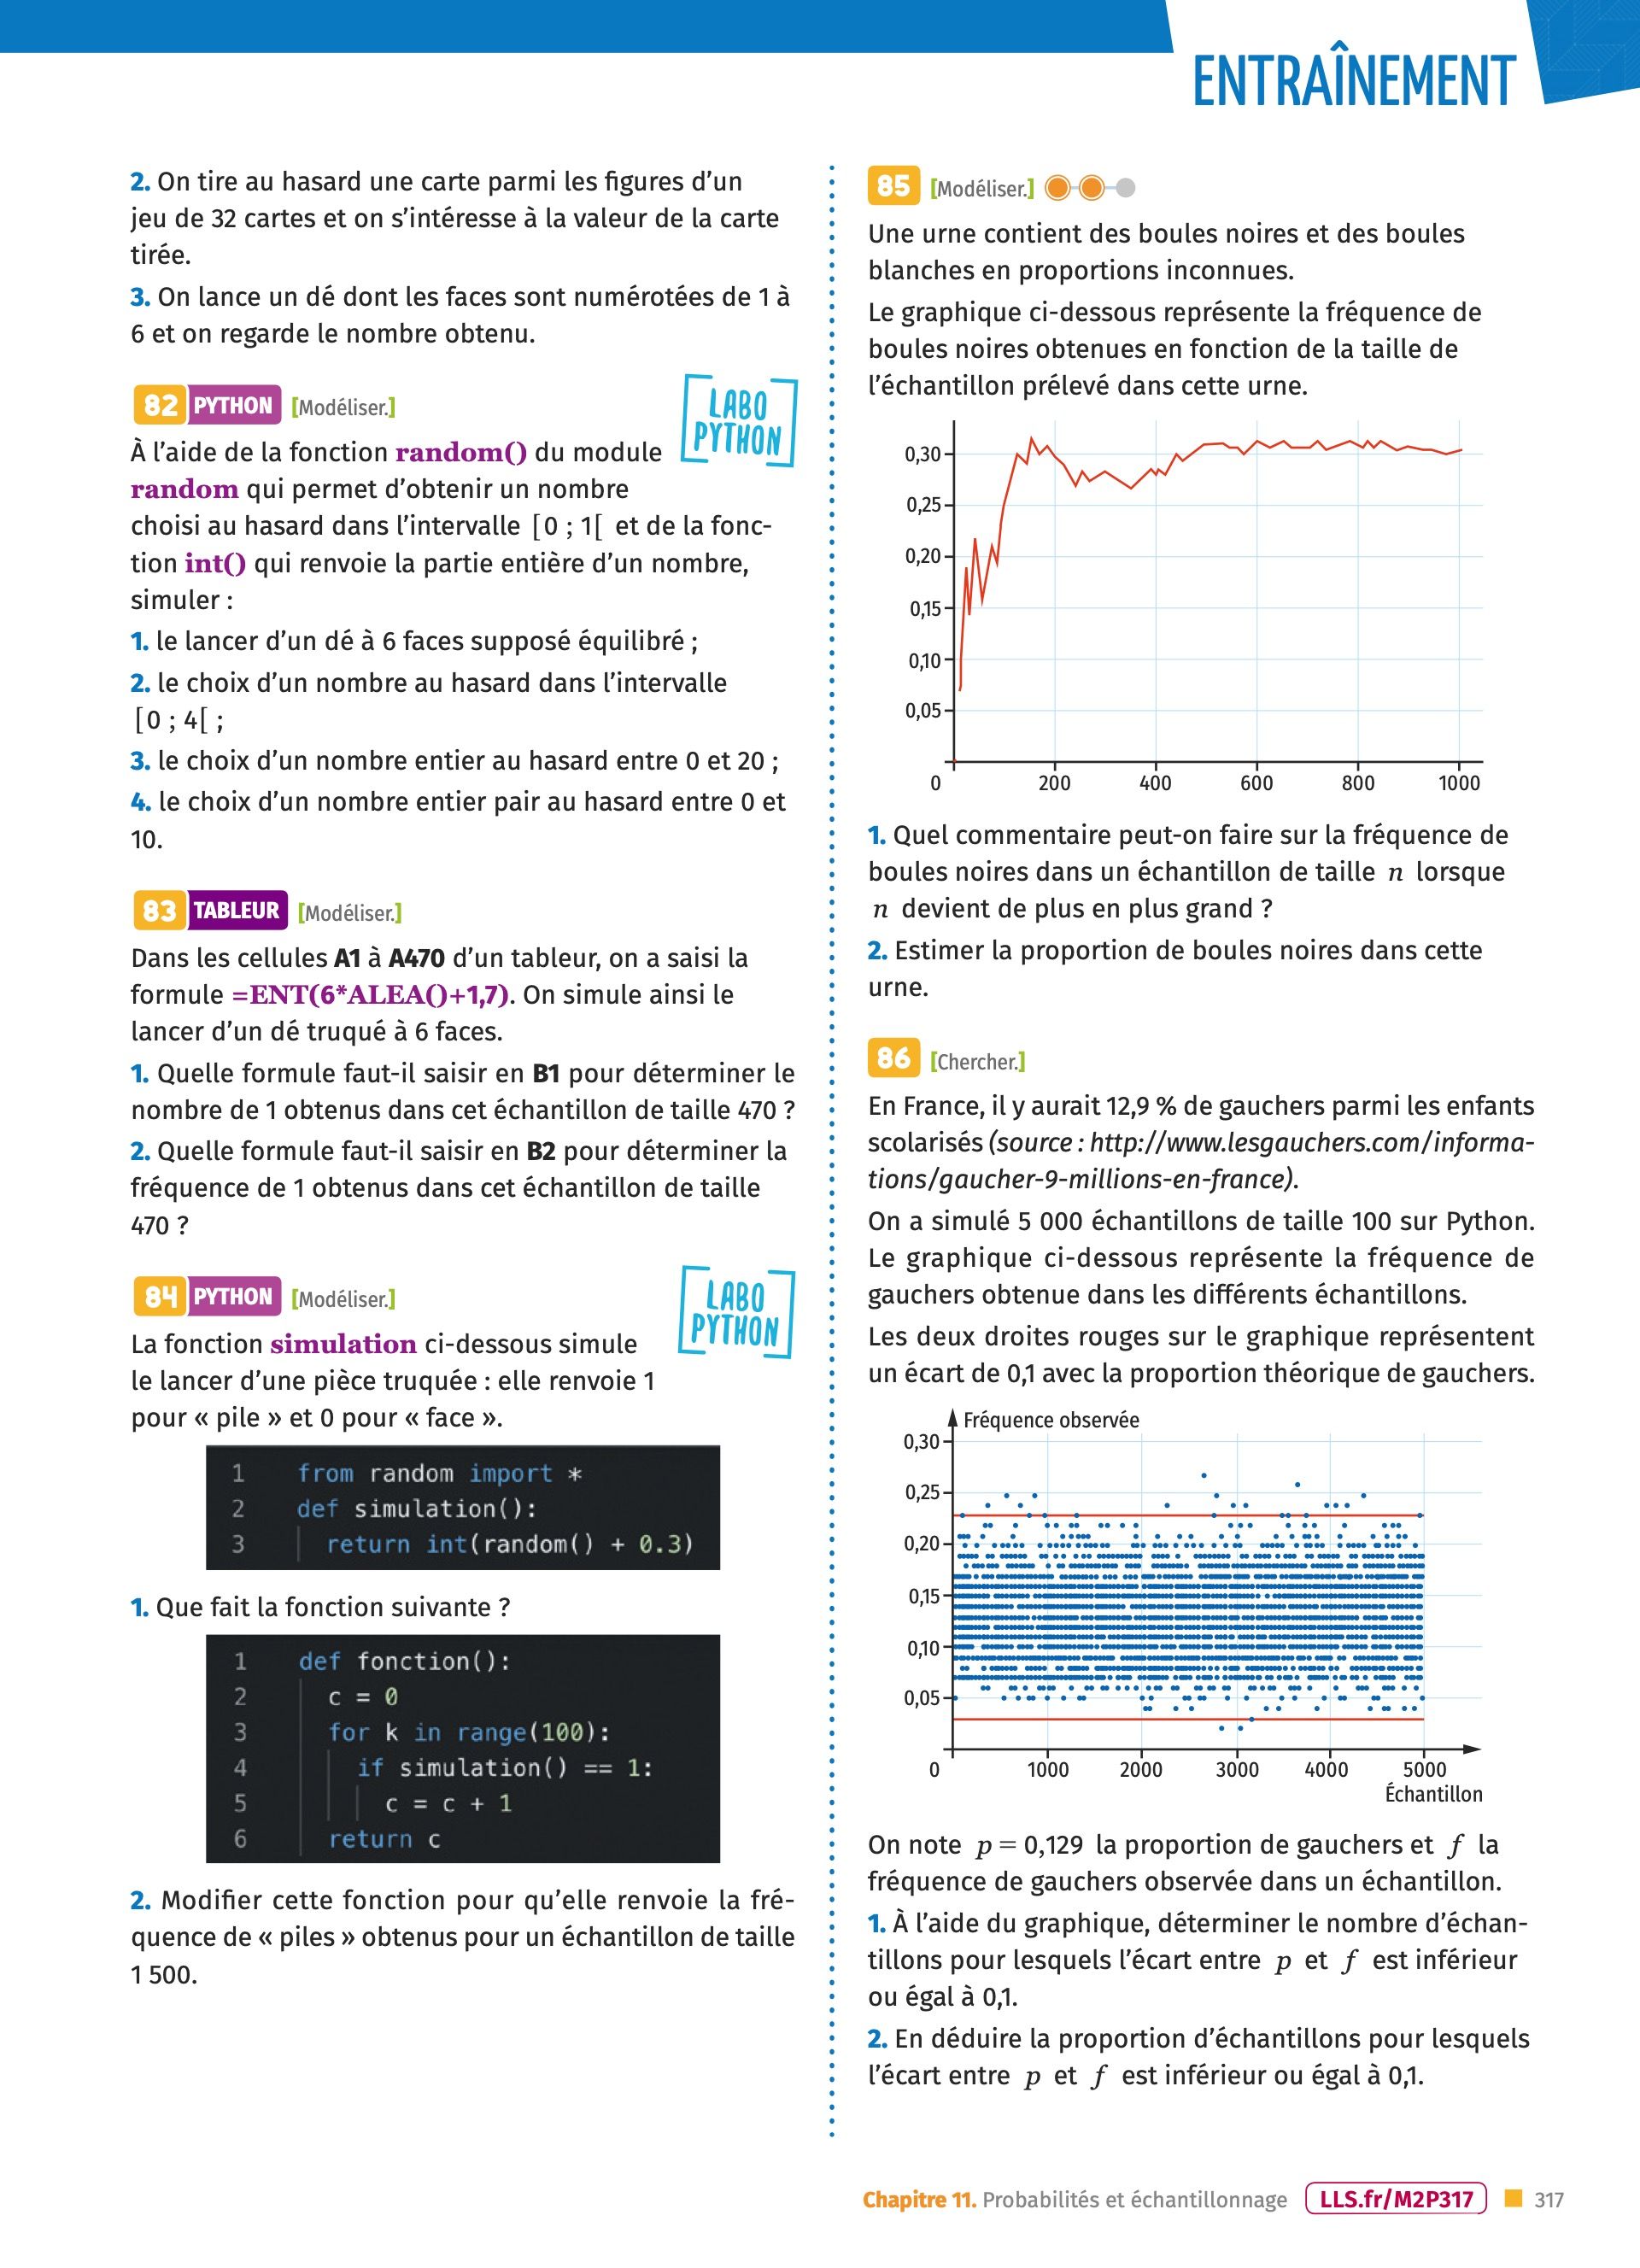 ENTRAÎNEMENT
2. On tire au hasard une carte parmi les figures d’un
jeu de 32 cartes et on s’intéresse à la valeur de la carte
tirée.
3. On lance un dé dont les faces sont numérotées de 1 à
6 et on regarde le nombre obtenu.
82 PYTHON [Modéliser.]
LABO
PYTHON
À l’aide de la fonction random() du module
random qui permet d’obtenir un nombre
choisi au hasard dans l’intervalle [0 ; 1[ et de la fonc-
tion int() qui renvoie la partie entière d’un nombre,
simuler :
1. le lancer d’un dé à 6 faces supposé équilibré ;
2. le choix d’un nombre au hasard dans l’intervalle
[0 ; 4[ ;
3. le choix d’un nombre entier au hasard entre 0 et 20 ;
4. le choix d’un nombre entier pair au hasard entre 0 et
10.
83 TABLEUR [Modéliser.]
Dans les cellules A1 à A470 d’un tableur, on a saisi la
formule =ENT(6*ALEA()+1,7). On simule ainsi le
lancer d’un dé truqué à 6 faces.
1. Quelle formule faut-il saisir en B1 pour déterminer le
nombre de 1 obtenus dans cet échantillon de taille 470 ?
2. Quelle formule faut-il saisir en B2 pour déterminer la
fréquence de 1 obtenus dans cet échantillon de taille
470 ?
84 PYTHON [Modéliser.]
LABO
PYTHON
La fonction simulation ci-dessous simule
le lancer d’une pièce truquée : elle renvoie 1
pour « pile » et 0 pour « face ».
1 from random import *
2 def simulation():
3 return int(random() + 0.3)
1. Que fait la fonction suivante ?
1 def fonction():
2 c = 0
3 for k in range(100):
4 if simulation() == 1:
5 c = c + 1
6 return c
2. Modifier cette fonction pour qu’elle renvoie la fré-
quence de « piles » obtenus pour un échantillon de taille
1 500.
85 [Modéliser.]
Une urne contient des boules noires et des boules
blanches en proportions inconnues.
Le graphique ci-dessous représente la fréquence de
boules noires obtenues en fonction de la taille de
l’échantillon prélevé dans cette urne.
0,30
0,25
0,20
0,15
0,10
0,05
0 200 400 600 800 1000
1. Quel commentaire peut-on faire sur la fréquence de
boules noires dans un échantillon de taille n lorsque
n devient de plus en plus grand ?
2. Estimer la proportion de boules noires dans cette
urne.
86 [Chercher.]
En France, il y aurait 12,9 % de gauchers parmi les enfants
scolarisés (source : http://www.lesgauchers.com/informa-
tions/gaucher-9-millions-en-france).
On a simulé 5 000 échantillons de taille 100 sur Python.
Le graphique ci-dessous représente la fréquence de
gauchers obtenue dans les différents échantillons.
Les deux droites rouges sur le graphique représentent
un écart de 0,1 avec la proportion théorique de gauchers.
Fréquence observée
0,30
0,25
0,20
0,15
0,10
0,05
0 1000 2000 3000 4000 5000
Échantillon
On note p = 0,129 la proportion de gauchers et f la
fréquence de gauchers observée dans un échantillon.
1. À l’aide du graphique, déterminer le nombre d’échan-
tillons pour lesquels l’écart entre p et f est inférieur
ou égal à 0,1.
2. En déduire la proportion d’échantillons pour lesquels
l’écart entre p et f est inférieur ou égal à 0,1.
Chapitre 11. Probabilités et échantillonnage LLS.fr/M2P317 317